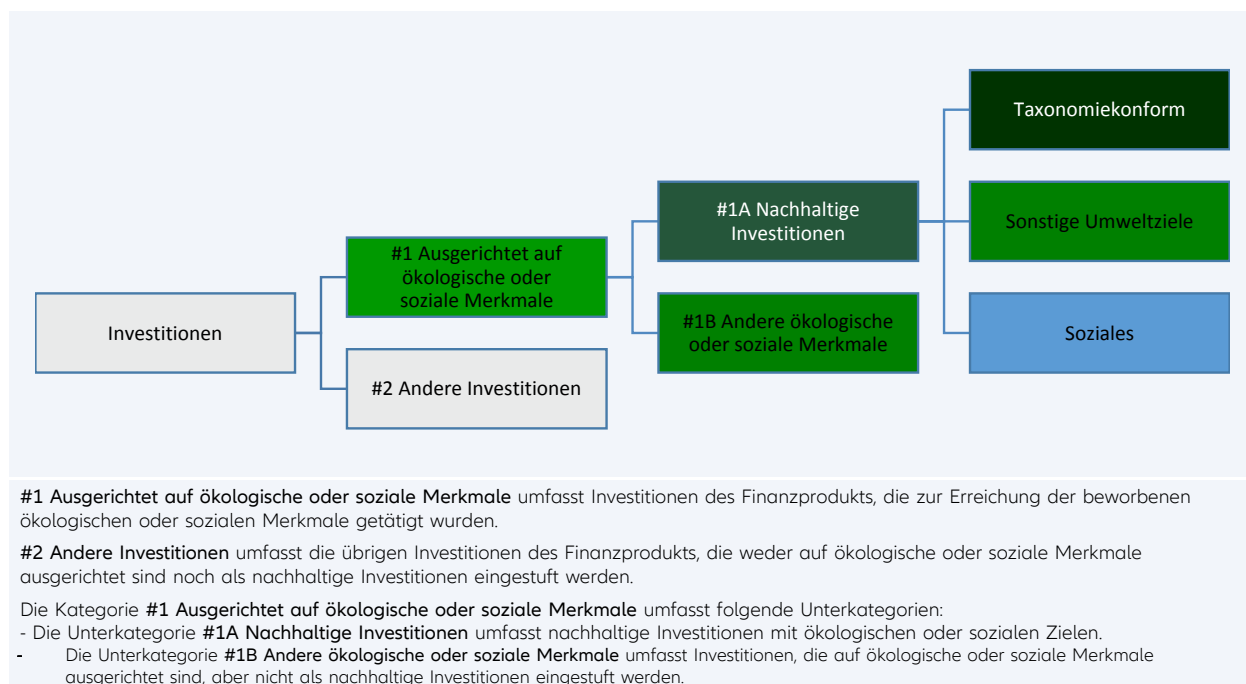 Taxonomiekonform
#1A Nachhaltige
Investitionen
Sonstige Umweltziele
#1 Ausgerichtet auf
ökologische oder
soziale Merkmale
Investitionen
#1B Andere ökologische
oder soziale Merkmale
Soziales
#2 Andere Investitionen
#1 Ausgerichtet auf ökologische oder soziale Merkmale umfasst Investitionen des Finanzprodukts, die zur Erreichung der beworbenen
ökologischen oder sozialen Merkmale getätigt wurden.
#2 Andere Investitionen umfasst die übrigen Investitionen des Finanzprodukts, die weder auf ökologische oder soziale Merkmale
ausgerichtet sind noch als nachhaltige Investitionen eingestuft werden.
Die Kategorie #1 Ausgerichtet auf ökologische oder soziale Merkmale umfasst folgende Unterkategorien:
- Die Unterkategorie #1A Nachhaltige Investitionen umfasst nachhaltige Investitionen mit ökologischen oder sozialen Zielen.
- Die Unterkategorie #1B Andere ökologische oder soziale Merkmale umfasst Investitionen, die auf ökologische oder soziale Merkmale
ausgerichtet sind, aber nicht als nachhaltige Investitionen eingestuft werden.